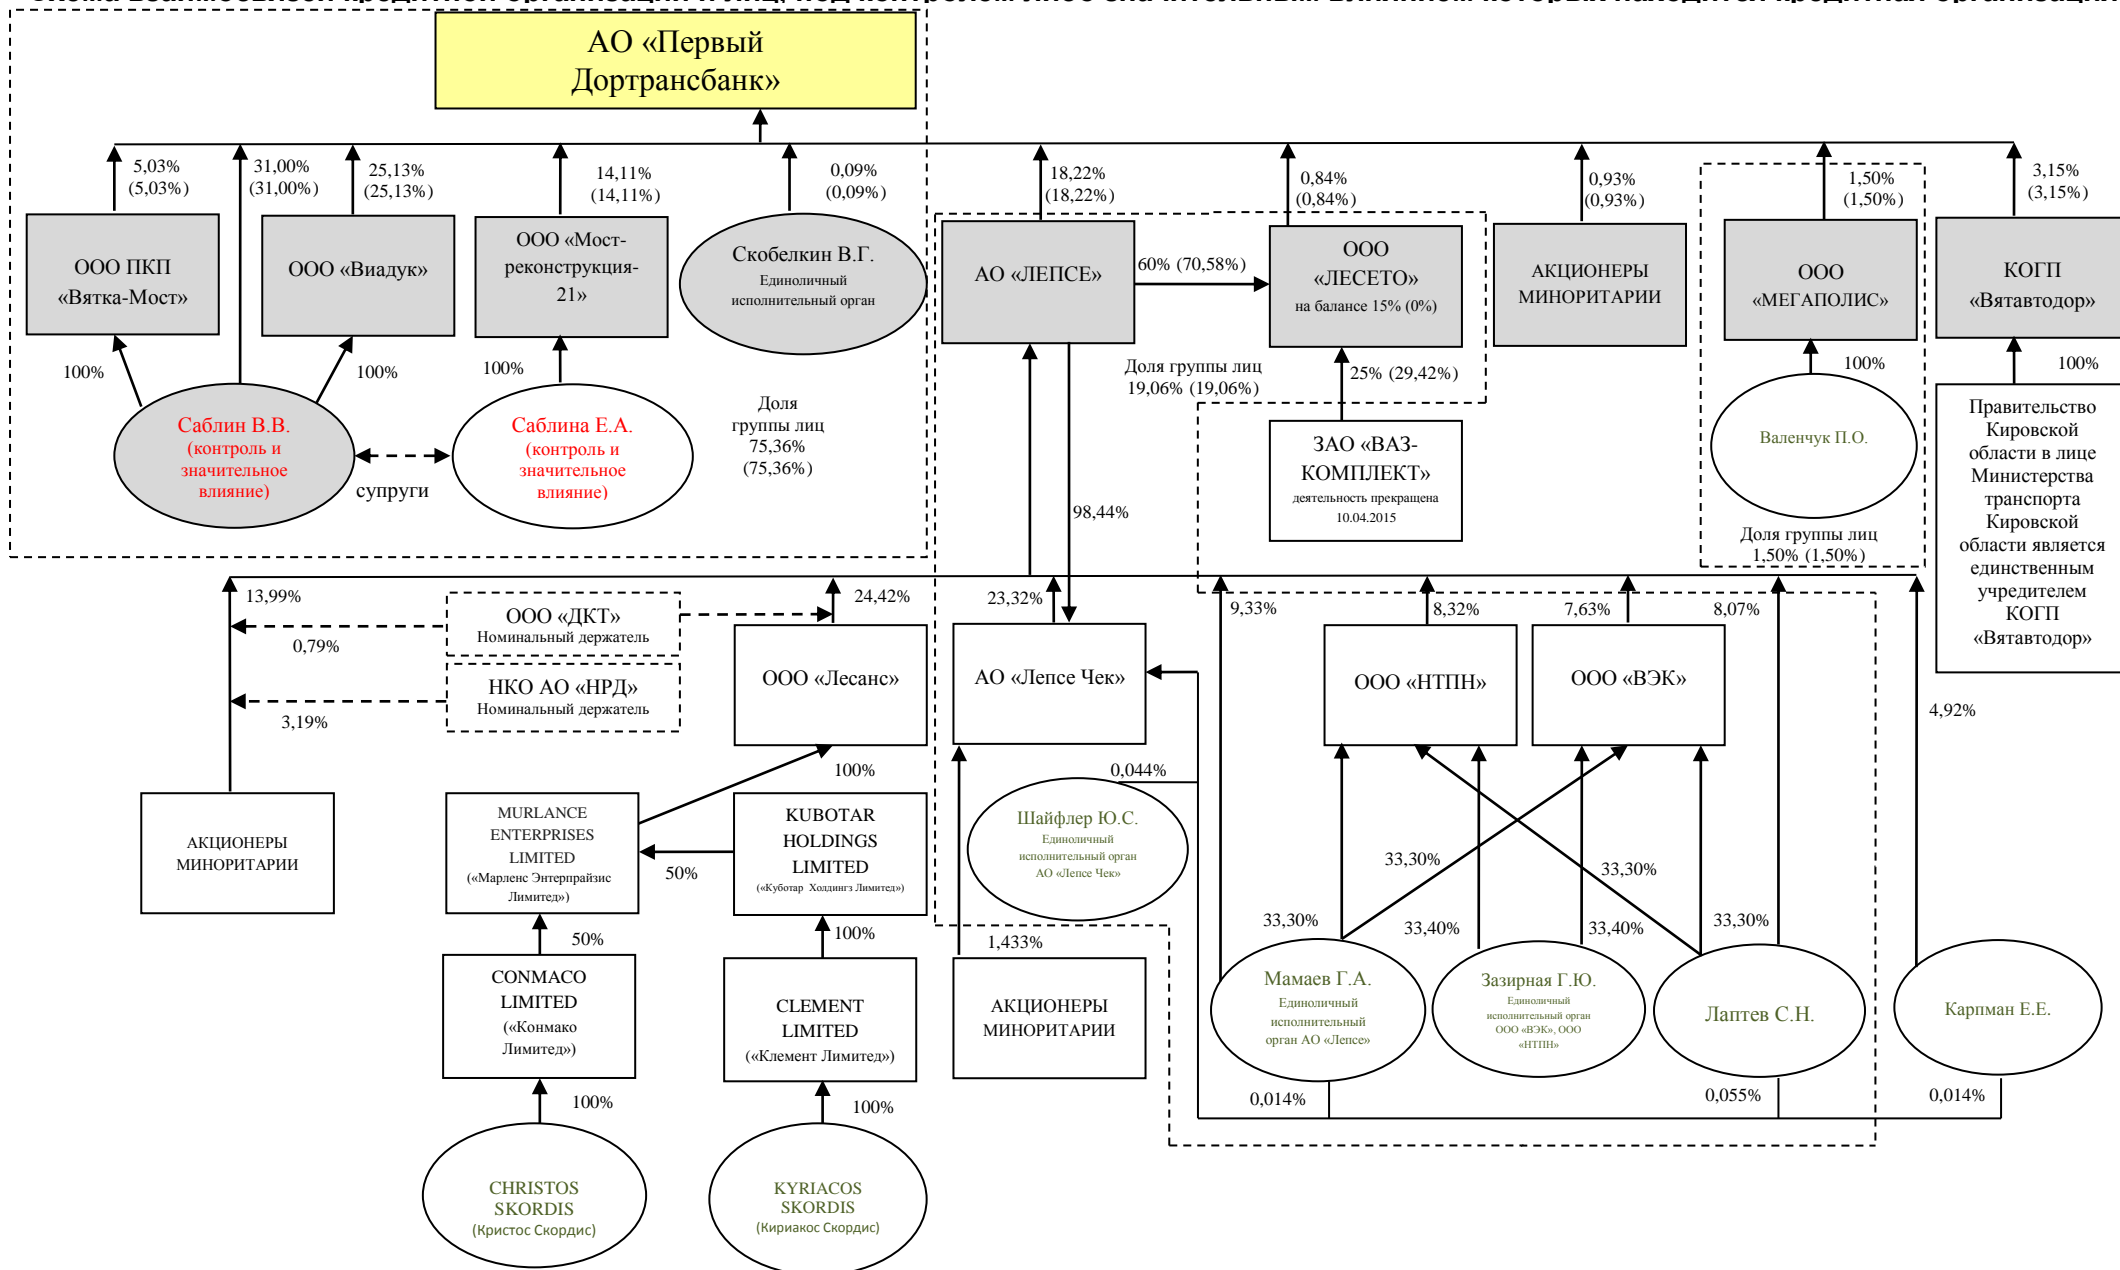 АО «Первый
Дортрансбанк»
5,03%
(5,03%)
31,00%
(31,00%)
25,13%
(25,13%)
14,11%
(14,11%)
0,09%
(0,09%)
18,22%
(18,22%)
0,84%
(0,84%)
0,93%
(0,93%)
1,50%
(1,50%)
3,15%
(3,15%)
ООО ПКП
«Вятка-Мост»
ООО «Виадук»
ООО «Мост-
реконструкция-
21»
Скобелкин В.Г.
Единоличный
исполнительный орган
АО «ЛЕПСЕ»
60% (70,58%)
ООО
«ЛЕСЕТО»
на балансе 15% (0%)
АКЦИОНЕРЫ
МИНОРИТАРИИ
ООО
«МЕГАПОЛИС»
КОГП
«Вятавтодор»
100%
100%
100%
Доля группы лиц
19,06% (19,06%)
25% (29,42%)
100%
100%
Саблин В.В.
(контроль и
значительное
влияние)
супруги
Саблина Е.А.
(контроль и
значительное
влияние)
Доля
группы лиц
75,36%
(75,36%)
98,44%
ЗАО «ВАЗ-
КОМПЛЕКТ»
деятельность прекращена
10.04.2015
Валенчук П.О.
Доля группы лиц
1,50% (1,50%)
Правительство
Кировской
области в лице
Министерства
транспорта
Кировской
области является
единственным
учредителем
КОГП
«Вятавтодор»
13,99%
0,79%
3,19%
ООО «ДКТ»
Номинальный держатель
НКО АО «НРД»
Номинальный держатель
24,42%
23,32%
9,33%
8,32%
7,63%
8,07%
4,92%
ООО «Лесанс»
АО «Лепсе Чек»
ООО «НТПН»
ООО «ВЭК»
100%
0,044%
АКЦИОНЕРЫ
МИНОРИТАРИИ
MURLANCE
ENTERPRISES
LIMITED
(«Марленс Энтерпрайзис
Лимитед»)
50%
KUBOTAR
HOLDINGS
LIMITED
(«Куботар Холдингз Лимитед»)
Шайфлер Ю.С.
Единоличный
исполнительный орган
АО «Лепсе Чек»
33,30%
33,30%
50%
100%
1,433%
33,30%
33,40%
33,40%
33,30%
CONMACO
LIMITED
(«Конмако
Лимитед»)
CLEMENT
LIMITED
(«Клемент Лимитед»)
АКЦИОНЕРЫ
МИНОРИТАРИИ
Мамаев Г.А.
Единоличный
исполнительный
орган АО «Лепсе»
Зазирная Г.Ю.
Единоличный
исполнительный орган
ООО «ВЭК», ООО
«НТПН»
Лаптев С.Н.
Карпман Е.Е.
100%
100%
0,014%
0,055%
0,014%
CHRISTOS
SKORDIS
(Кристос Скордис)
KYRIACOS
SKORDIS
(Кириакос Скордис)